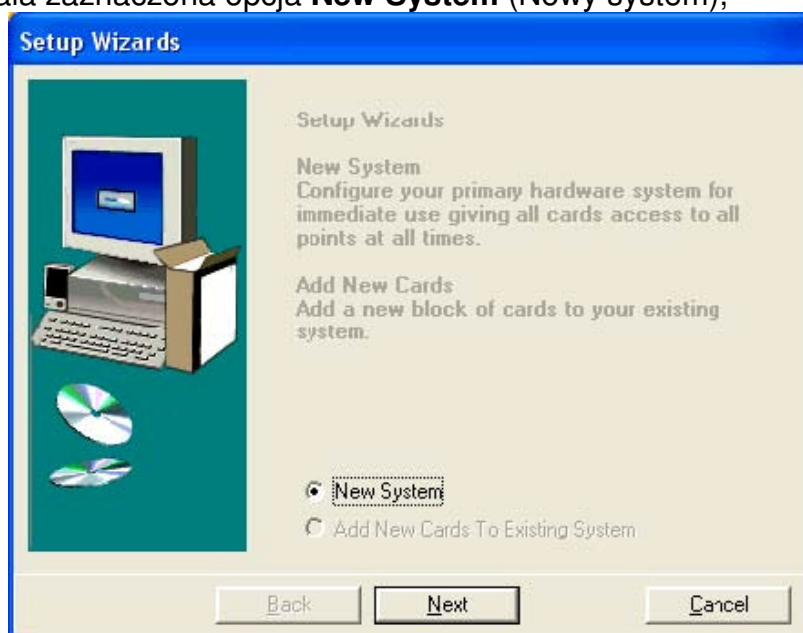 zaznaczona opcja New System (Nowy system);
Setup Wizards
Setup Wizards
New System
Configure your primary hardware system for
immediate use giving all cards access to all
points at all times.
Add New Cards
Add a new block of cards to your existing
system.
New System
Add New Cards To Existing System
Back Next Cancel